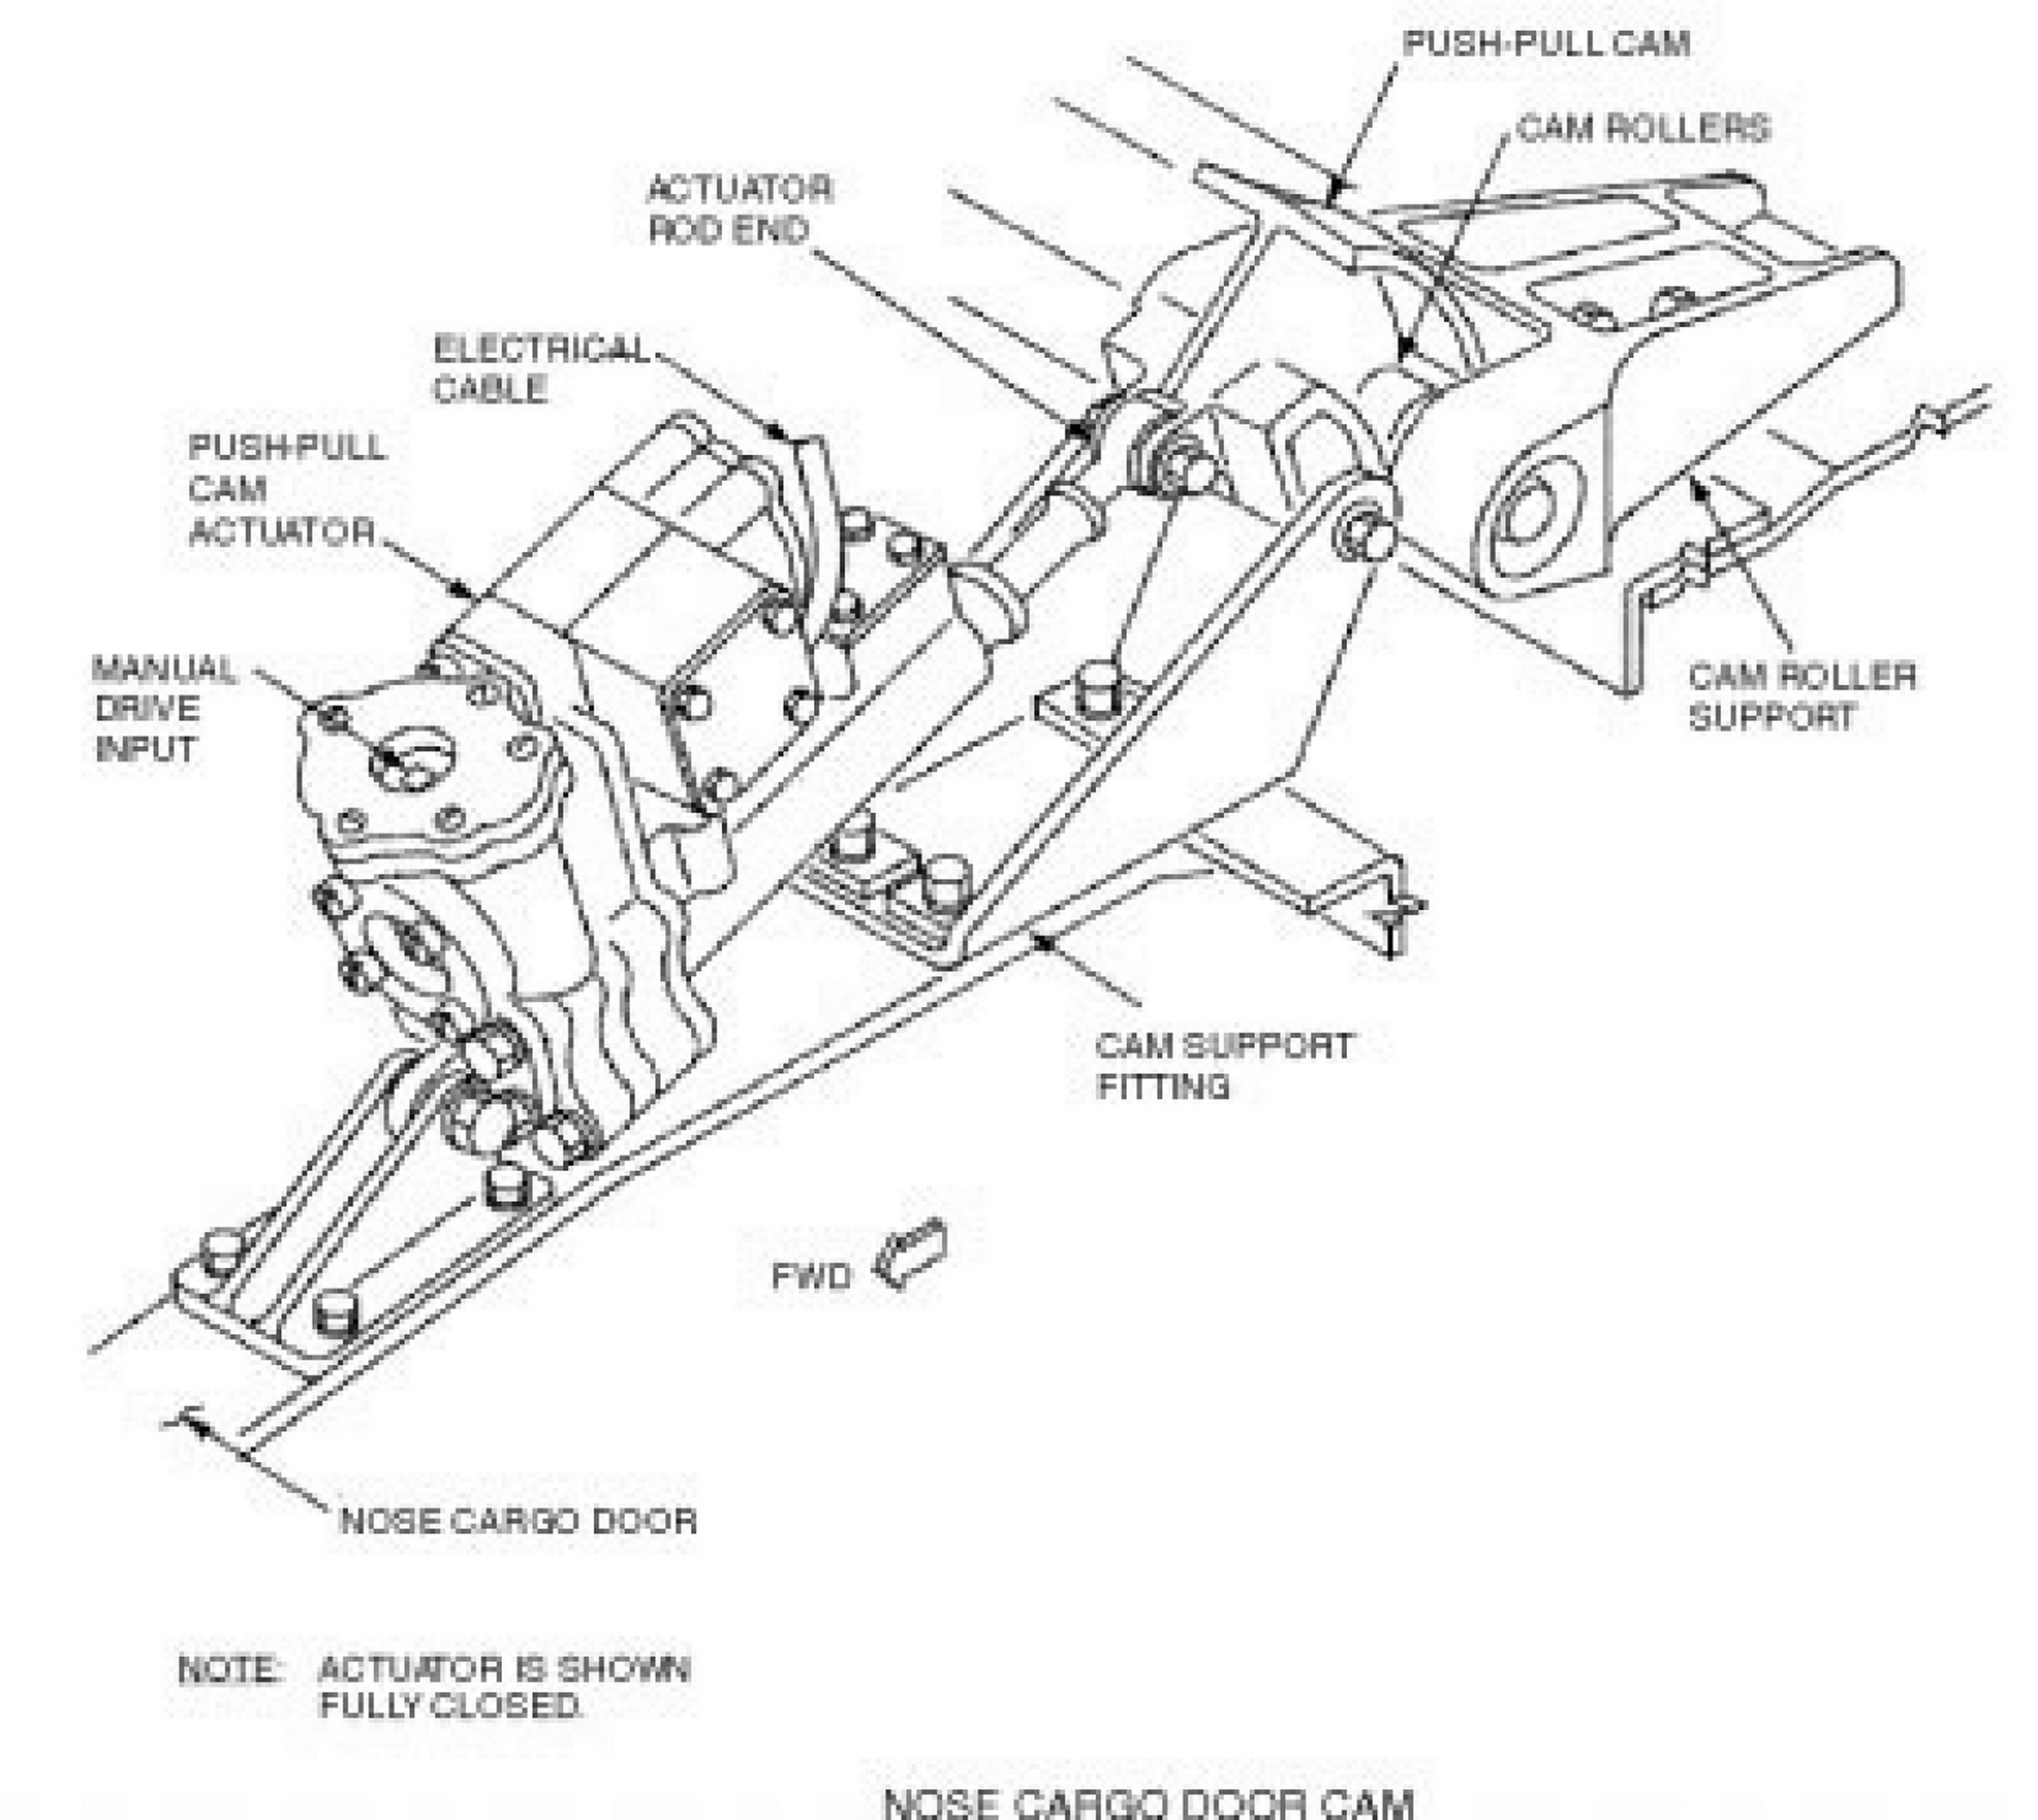 PUSH-PULL CAM
CAM ROLLERS
ACTUATOR
ROD END
ELECTRICAL
CABLE
PUSH-PULL
CAM
ACTUATOR
MANUAL
DRIVE
INPUT
CAM ROLLER
SUPPORT
CAM SUPPORT
FITTING
FWD
NOSE CARGO DOOR
NOTE: ACTUATOR IS SHOWN
FULLY CLOSED.
NOSE CARGO DOOR CAM